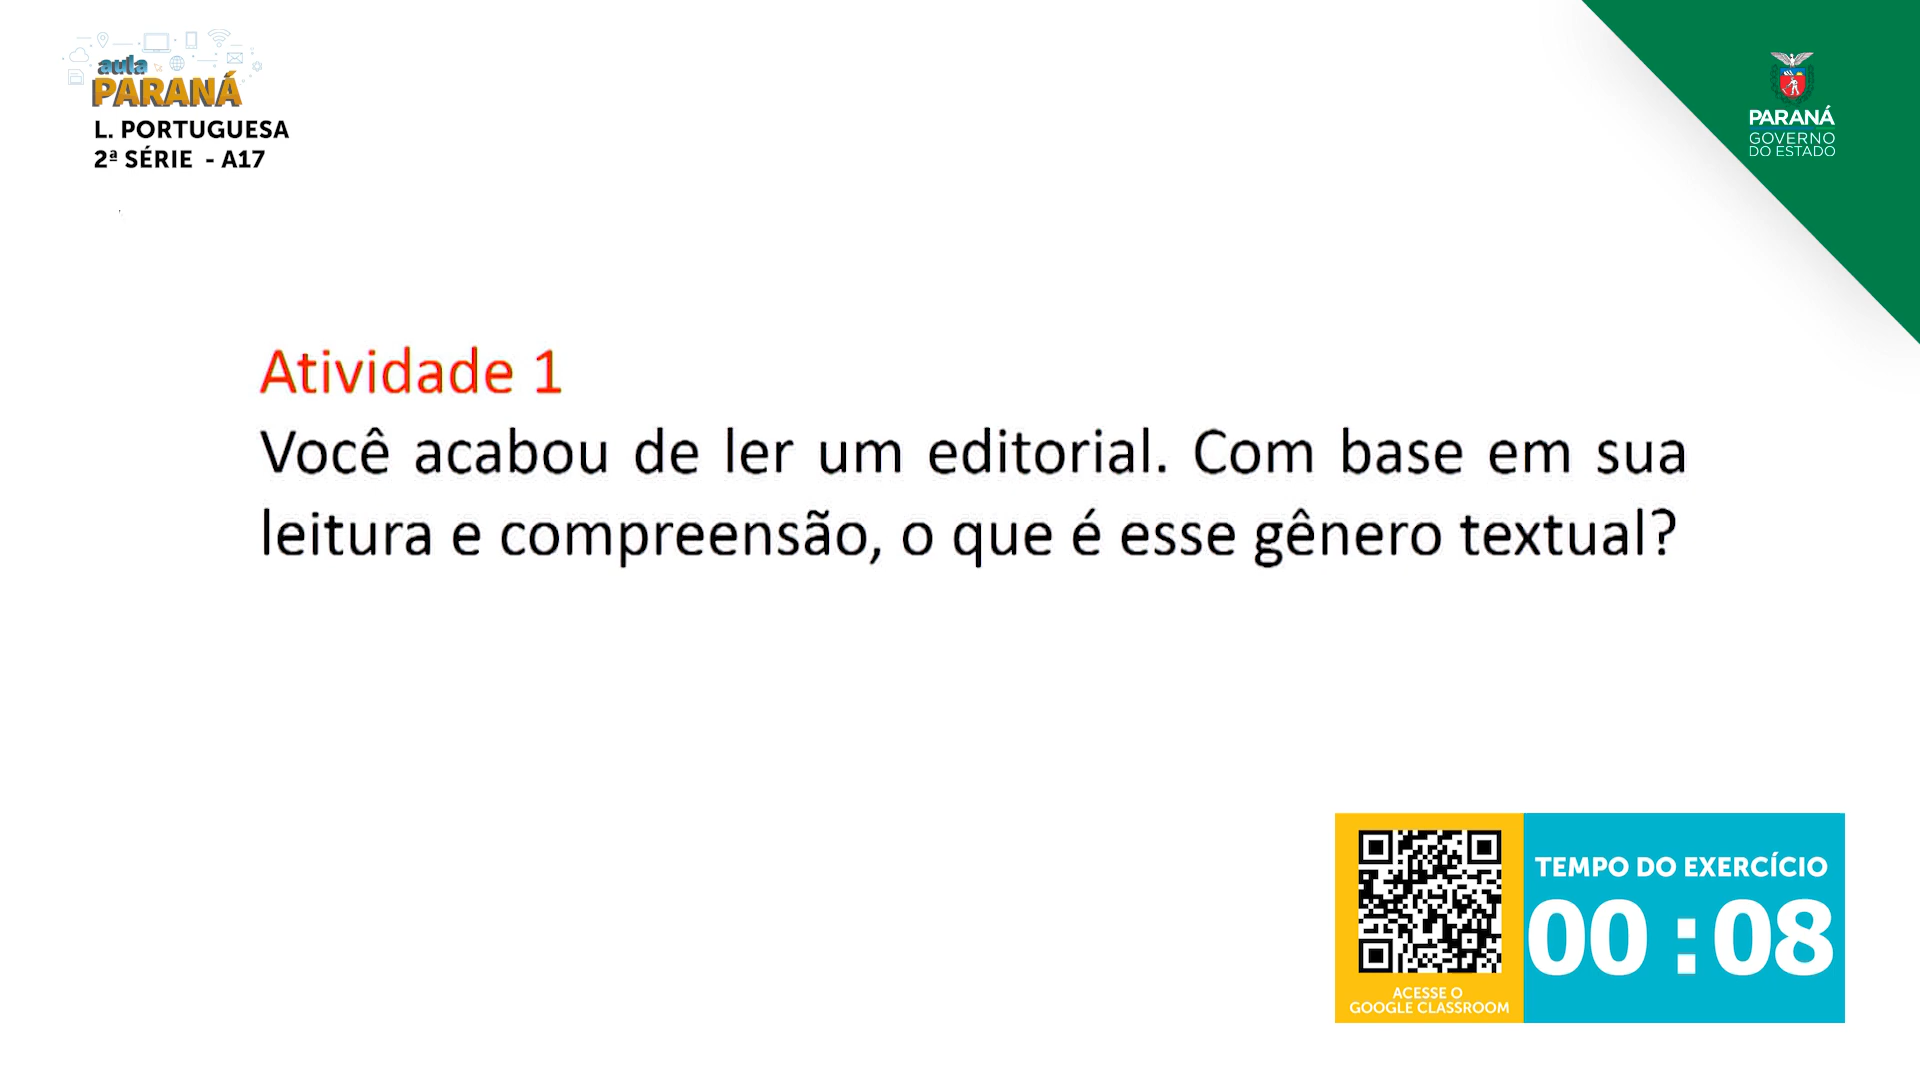 aula
PARANÁ
L. PORTUGUESA
2ª SÉRIE - A17
PARANÁ
GOVERNO
DO ESTADO
Atividade 1
Você acabou de ler um editorial. Com base em sua
leitura e compreensão, o que é esse gênero textual?
TEMPO DO EXERCÍCIO
00:08
ACESSE O
GOOGLE CLASSROOM